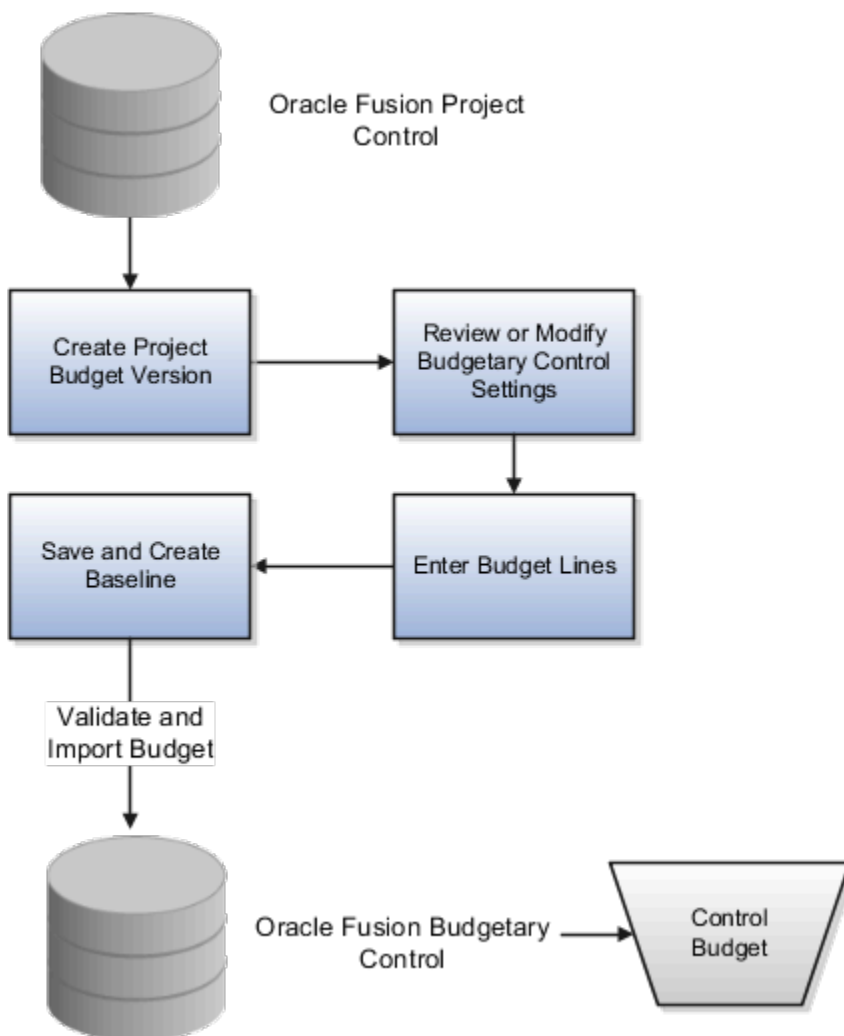 Oracle Fusion Project
Control
Create Project
Budget Version
Review or Modify
Budgetary Control
Settings
Enter Budget Lines
Save and Create
Baseline
Validate and
Import Budget
Oracle Fusion Budgetary
Control
Control
Budget